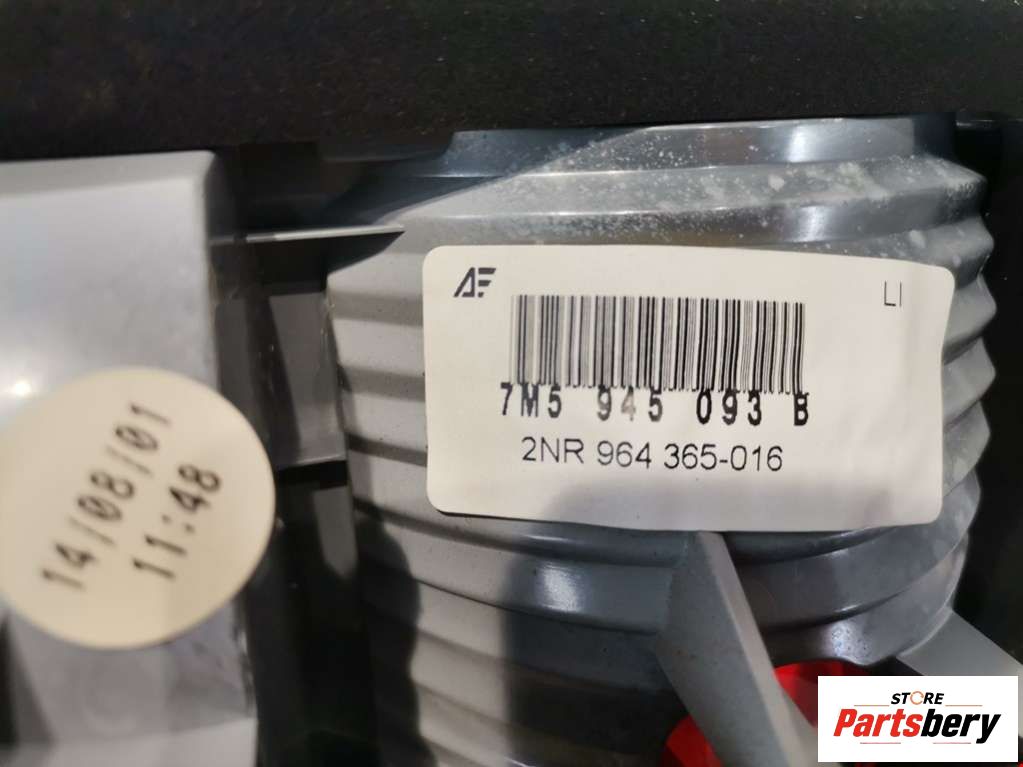 AF
LI
7M5 945 093 B
2NR 964 365-016
14/08/01
11:48
STORE
Partsbery